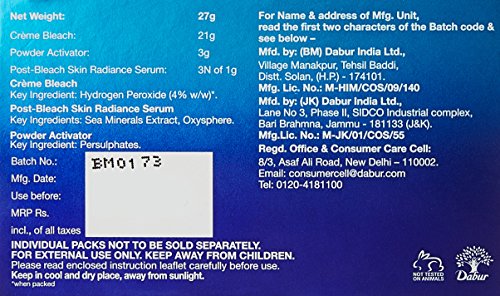 Net Weight: 27g
Crème Bleach: 21g
Powder Activator: 3g
Post-Bleach Skin Radiance Serum: 3N of 1g
Crème Bleach
Key Ingredient: Hydrogen Peroxide (4% w/w)*.
Post-Bleach Skin Radiance Serum
Key Ingredients: Sea Minerals Extract, Oxysphere.
Powder Activator
Key Ingredient: Persulphates.
Batch No.: BM0173
Mfg. Date:
Use before:
MRP Rs.
incl., of all taxes
For Name & address of Mfg. Unit,
read the first two characters of the Batch code &
see below –
Mfd. by: (BM) Dabur India Ltd.,
Village Manakpur, Tehsil Baddi,
Distt. Solan, (H.P.) - 174101.
Mfg. Lic. No.: M-HIM/COS/09/140
Mfd. by: (JK) Dabur India Ltd.,
Lane No 3, Phase II, SIDCO Industrial complex,
Bari Brahmna, Jammu - 181133 (J&K).
Mfg.Lic. No.: M-JK/01/COS/55
Regd. Office & Consumer Care Cell:
8/3, Asaf Ali Road, New Delhi – 110002.
Email: consumercell@dabur.com
Tel: 0120-4181100
INDIVIDUAL PACKS NOT TO BE SOLD SEPARATELY.
FOR EXTERNAL USE ONLY. KEEP AWAY FROM CHILDREN.
Please read enclosed instruction leaflet carefully before use.
Keep in cool and dry place, away from sunlight.
*when packed
NOT TESTED
ON ANIMALS
Dabur